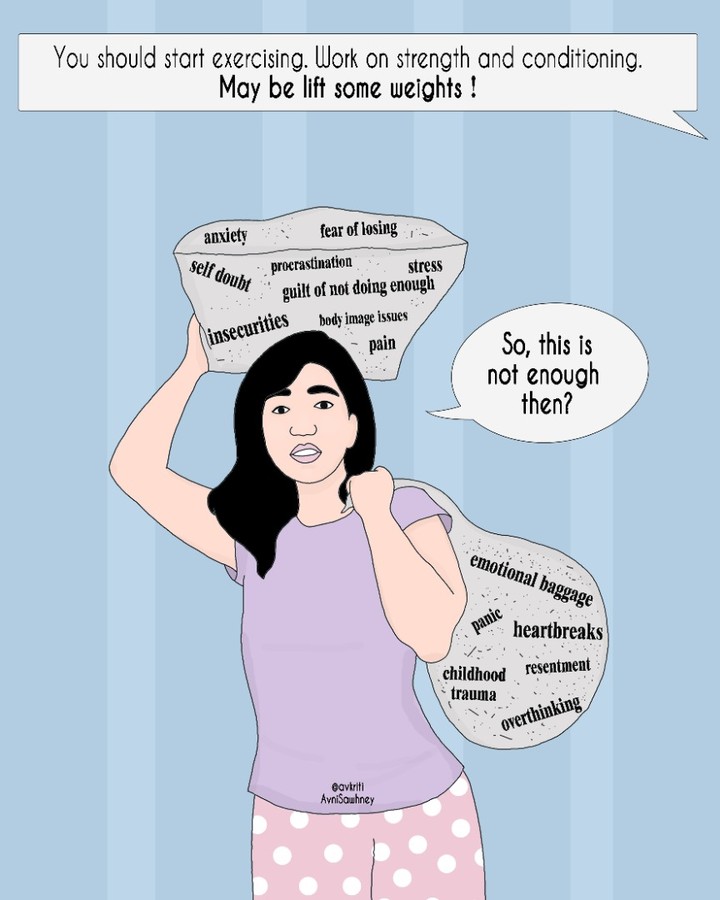 You should start exercising. Work on strength and conditioning.
May be lift some weights !
anxiety
fear of losing
self doubt
procrastination
stress
guilt of not doing enough
insecurities
body image issues
pain
So, this is
not enough
then?
emotional baggage
panic
heartbreaks
childhood
trauma
resentment
overthinking
@avkriti
AvniSawhney